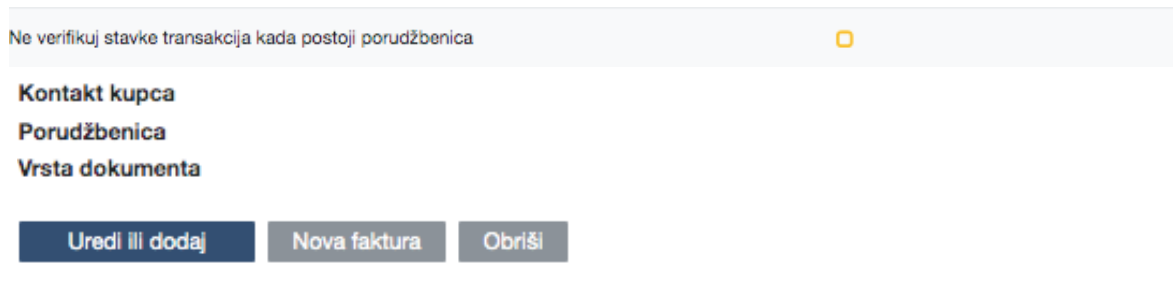 Ne verifikuj stavke transakcija kada postoji porudžbenica
Kontakt kupca
Porudžbenica
Vrsta dokumenta
Uredi ili dodaj Nova faktura Obriši